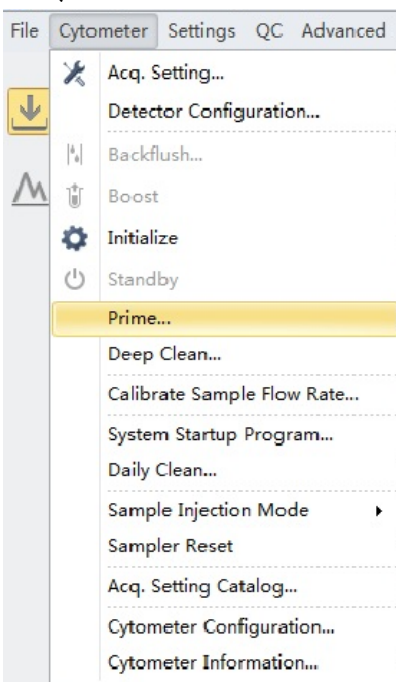 File Cytometer Settings QC Advanced
Acq. Setting...
Detector Configuration...
Backflush...
Boost
Initialize
Standby
Prime...
Deep Clean...
Calibrate Sample Flow Rate...
System Startup Program...
Daily Clean...
Sample Injection Mode
Sampler Reset
Acq. Setting Catalog...
Cytometer Configuration...
Cytometer Information...